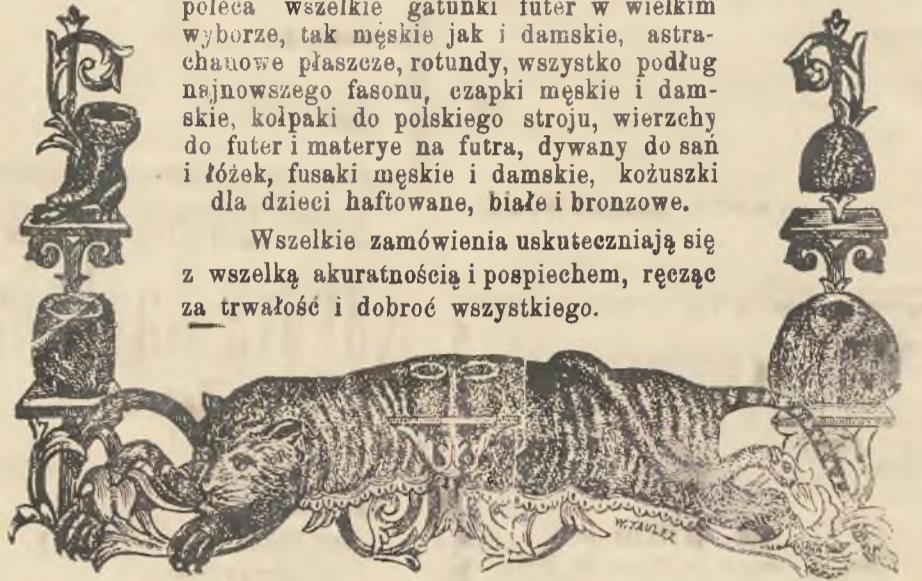 poleca wszelkie gatunki futer w wielkim
wyborze, tak męskie jak i damskie, astra-
chanowe płaszcze, rotundy, wszystko podług
najnowszego fasonu, czapki męskie i dam-
skie, kołpaki do polskiego stroju, wierzchy
do futer i materye na futra, dywany do sań
i łóżek, fusaki męskie i damskie, kożuszki
dla dzieci haftowane, białe i bronzowe.
Wszelkie zamówienia uskuteczniają się
z wszelką akuratnością i pospiechem, ręcząc
za trwałość i dobroć wszystkiego.